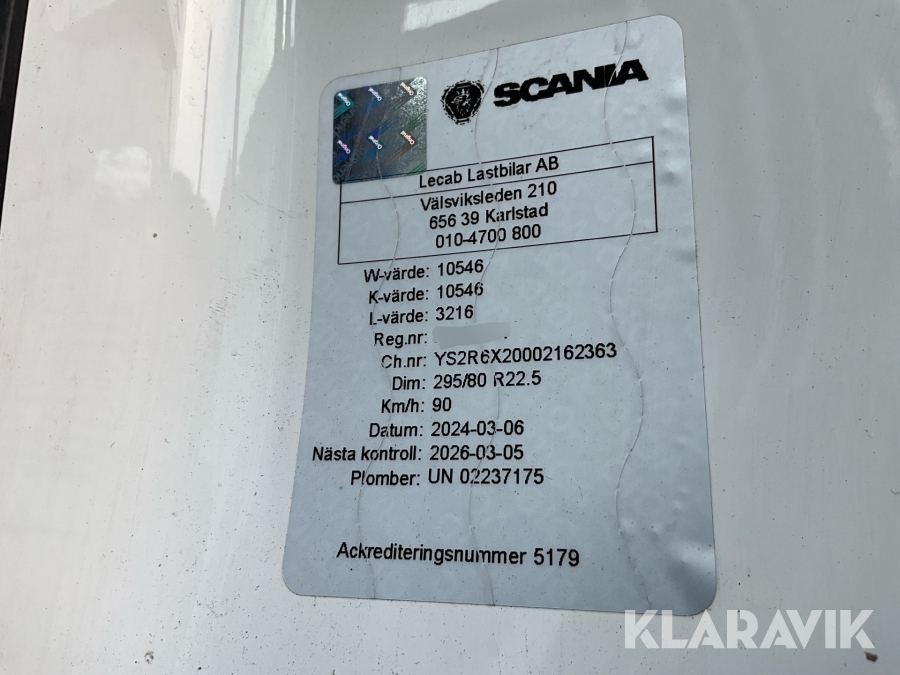 SCANIA
Lecab Lastbilar AB
Välsviksleden 210
656 39 Karlstad
010-4700 800
W-värde: 10546
K-värde: 10546
L-värde: 3216
Reg.nr:
Ch.nr: YS2R6X20002162363
Dim: 295/80 R22.5
Km/h: 90
Datum: 2024-03-06
Nästa kontroll: 2026-03-05
Plomber: UN 02237175
Ackrediteringsnummer 5179
KLARAVIK